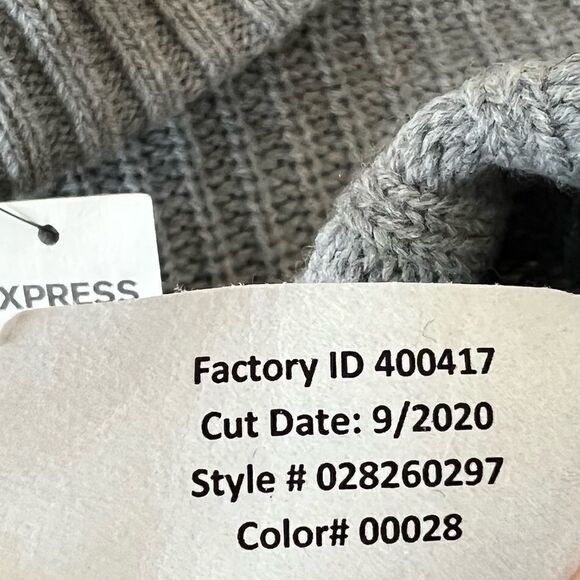 XPRESS
Factory ID 400417
Cut Date: 9/2020
Style # 028260297
Color# 00028